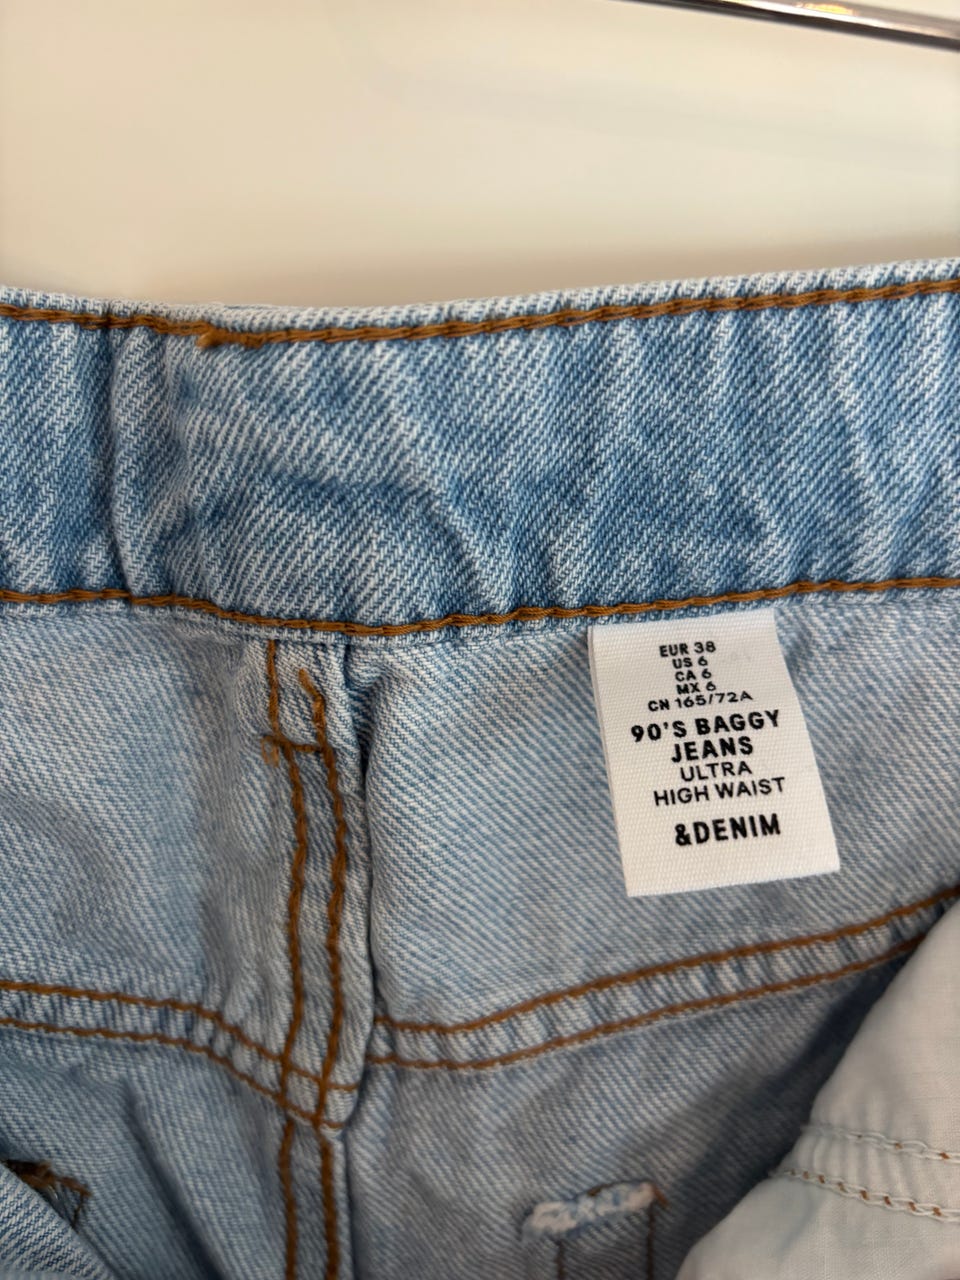 EUR 38
US 6
CA 6
MX 6
CN 165/72A
90'S BAGGY
JEANS
ULTRA
HIGH WAIST
&DENIM